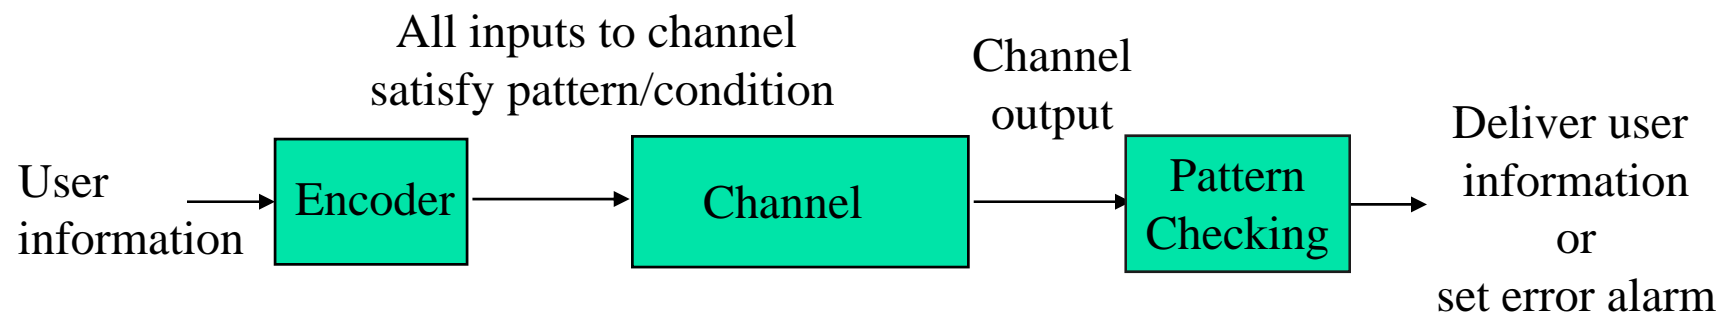 All inputs to channel
satisfy pattern/condition
Channel
output
User
information
Encoder
Channel
Pattern
Checking
Deliver user
information
or
set error alarm